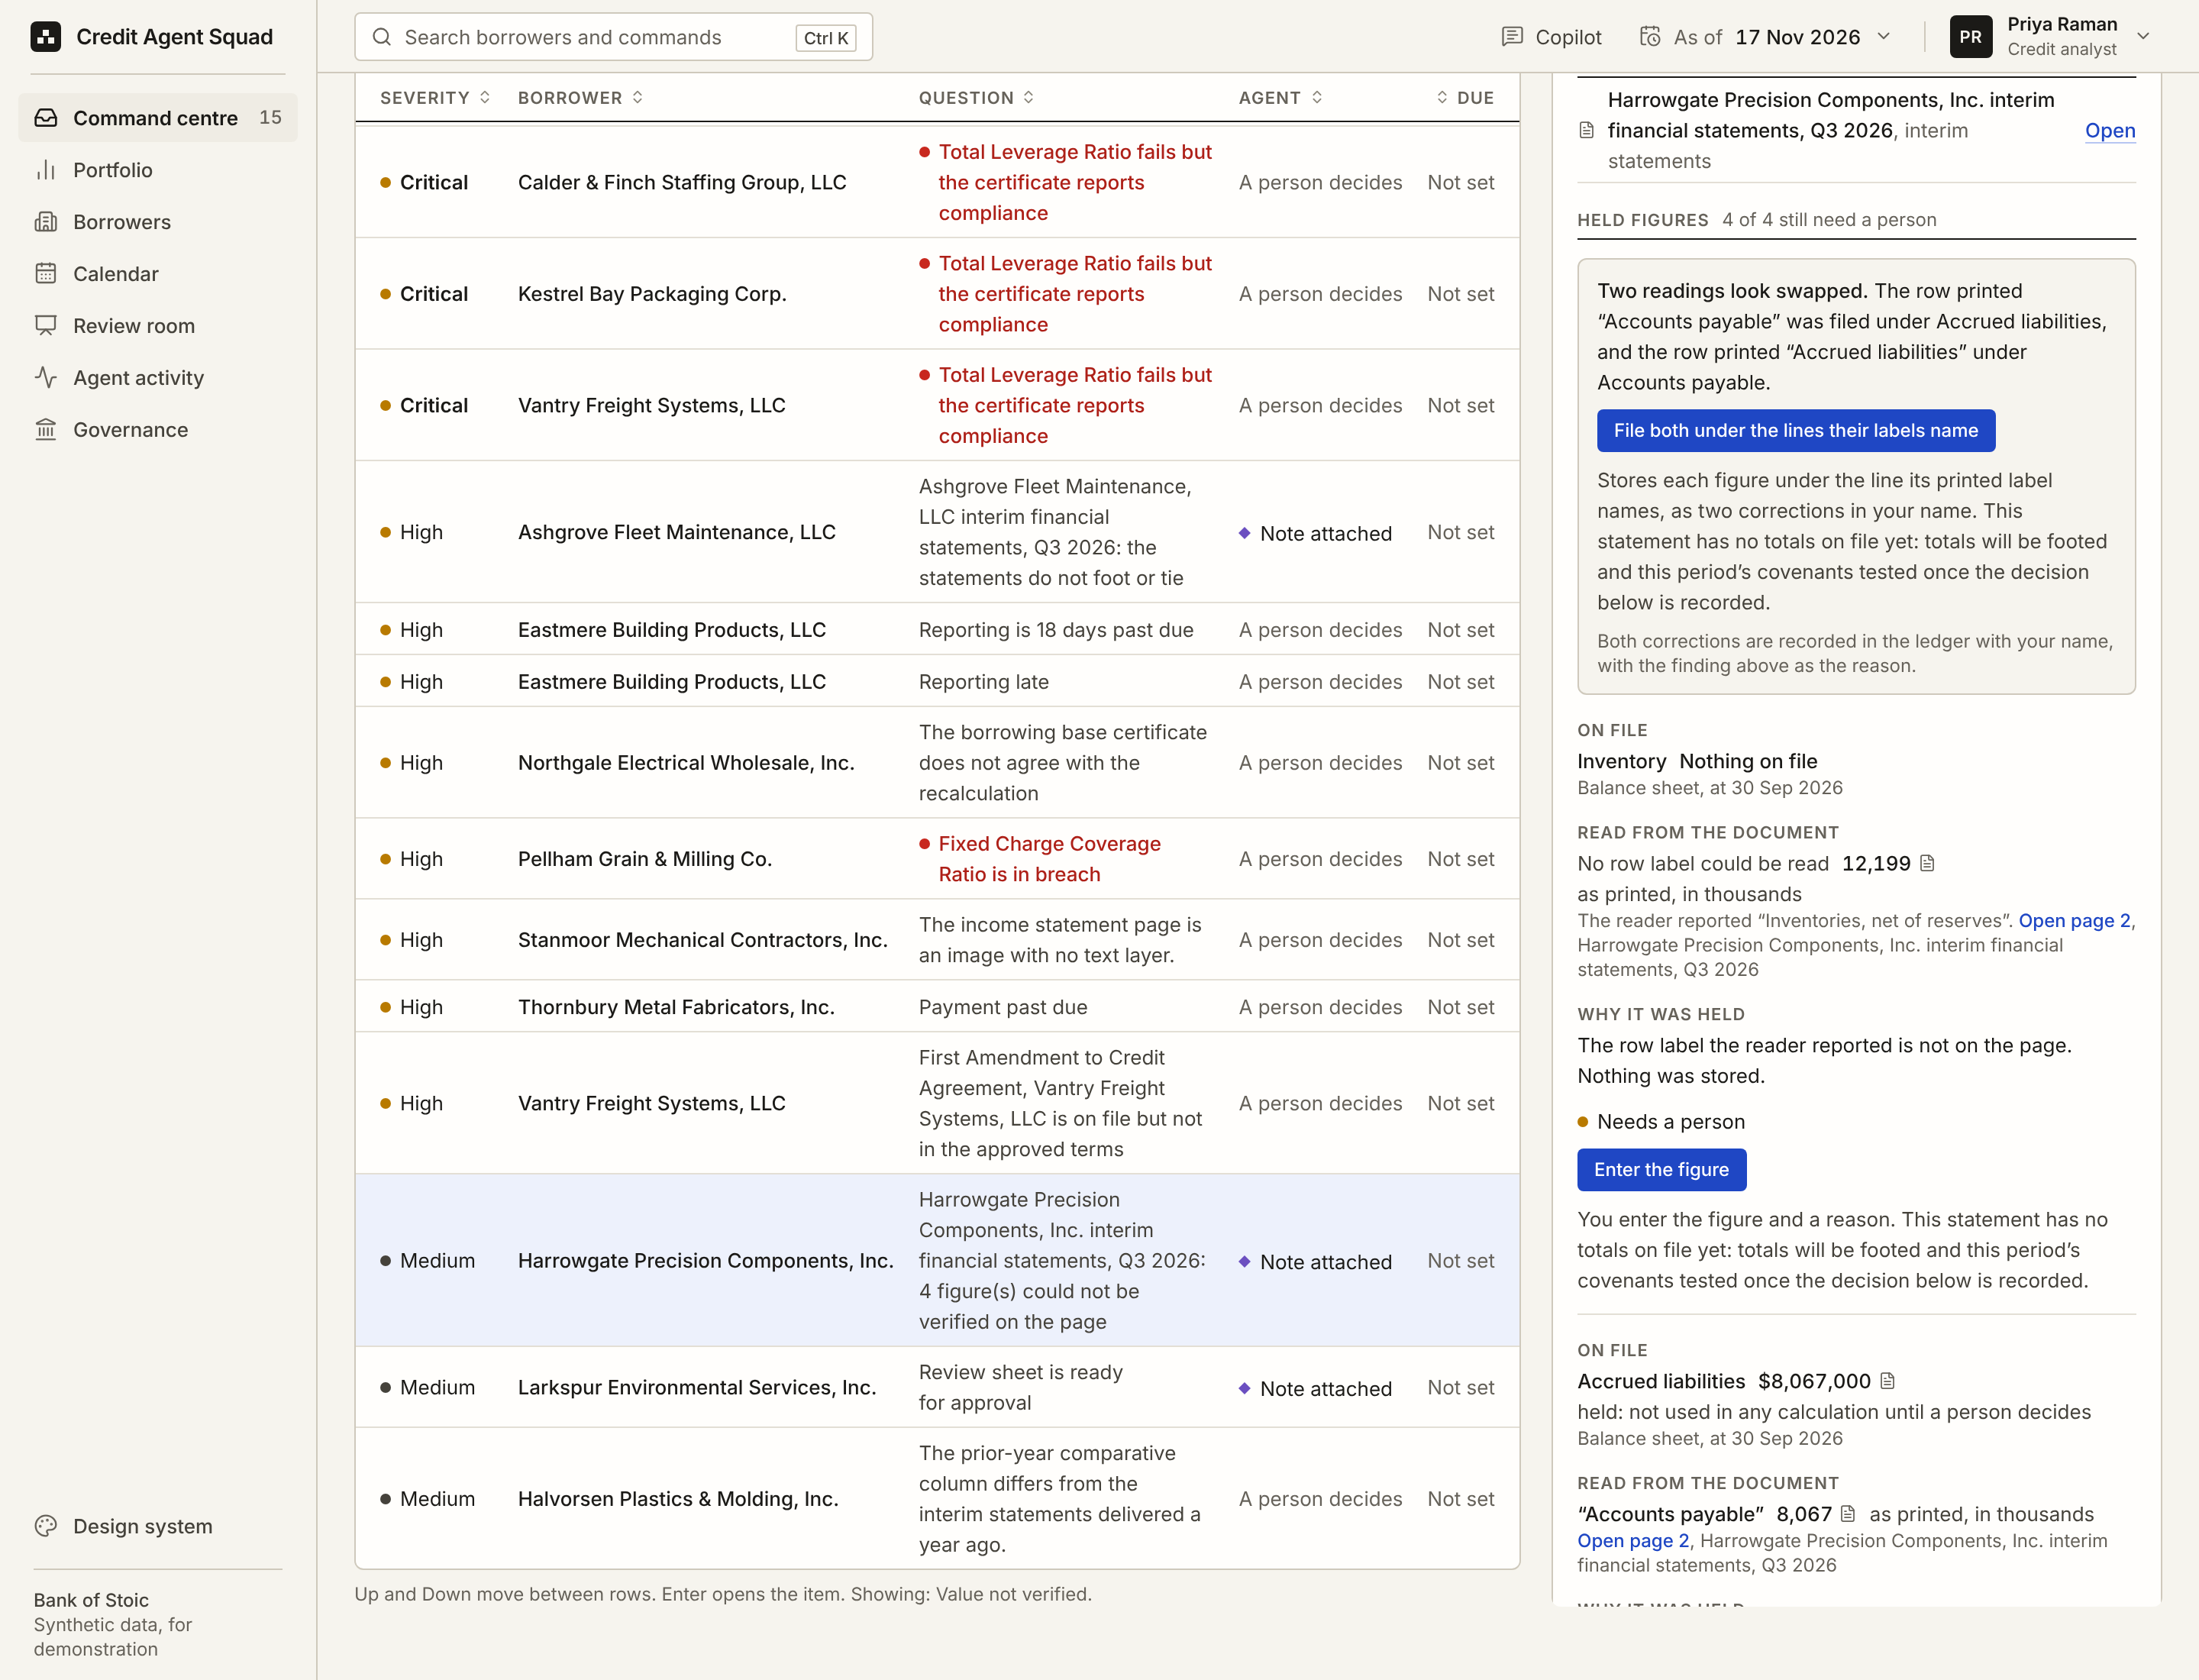 Credit Agent Squad
Search borrowers and commands
Ctrl K
Copilot
As of 17 Nov 2026
PR
Priya Raman
Credit analyst
Command centre 15
Portfolio
Borrowers
Calendar
Review room
Agent activity
Governance
Design system
Bank of Stoic
Synthetic data, for
demonstration
SEVERITY BORROWER QUESTION AGENT DUE
Critical
Calder & Finch Staffing Group, LLC
Total Leverage Ratio fails but
the certificate reports
compliance
A person decides
Not set
Critical
Kestrel Bay Packaging Corp.
Total Leverage Ratio fails but
the certificate reports
compliance
A person decides
Not set
Critical
Vantry Freight Systems, LLC
Total Leverage Ratio fails but
the certificate reports
compliance
A person decides
Not set
High
Ashgrove Fleet Maintenance, LLC
Ashgrove Fleet Maintenance,
LLC interim financial
statements, Q3 2026: the
statements do not foot or tie
Note attached
Not set
High
Eastmere Building Products, LLC
Reporting is 18 days past due
A person decides
Not set
High
Eastmere Building Products, LLC
Reporting late
A person decides
Not set
High
Northgale Electrical Wholesale, Inc.
The borrowing base certificate
does not agree with the
recalculation
A person decides
Not set
High
Pellham Grain & Milling Co.
Fixed Charge Coverage
Ratio is in breach
A person decides
Not set
High
Stanmoor Mechanical Contractors, Inc.
The income statement page is
an image with no text layer.
A person decides
Not set
High
Thornbury Metal Fabricators, Inc.
Payment past due
A person decides
Not set
High
Vantry Freight Systems, LLC
First Amendment to Credit
Agreement, Vantry Freight
Systems, LLC is on file but not
in the approved terms
A person decides
Not set
Medium
Harrowgate Precision Components, Inc.
Harrowgate Precision
Components, Inc. interim
financial statements, Q3 2026:
4 figure(s) could not be
verified on the page
Note attached
Not set
Medium
Larkspur Environmental Services, Inc.
Review sheet is ready
for approval
Note attached
Not set
Medium
Halvorsen Plastics & Molding, Inc.
The prior-year comparative
column differs from the
interim statements delivered a
year ago.
A person decides
Not set
Up and Down move between rows. Enter opens the item. Showing: Value not verified.
Harrowgate Precision Components, Inc. interim
financial statements, Q3 2026, interim
statements
Open
HELD FIGURES 4 of 4 still need a person
Two readings look swapped. The row printed
“Accounts payable” was filed under Accrued liabilities,
and the row printed “Accrued liabilities” under
Accounts payable.
File both under the lines their labels name
Stores each figure under the line its printed label
names, as two corrections in your name. This
statement has no totals on file yet: totals will be footed
and this period’s covenants tested once the decision
below is recorded.
Both corrections are recorded in the ledger with your name,
with the finding above as the reason.
ON FILE
Inventory Nothing on file
Balance sheet, at 30 Sep 2026
READ FROM THE DOCUMENT
No row label could be read 12,199
as printed, in thousands
The reader reported “Inventories, net of reserves”. Open page 2,
Harrowgate Precision Components, Inc. interim financial
statements, Q3 2026
WHY IT WAS HELD
The row label the reader reported is not on the page.
Nothing was stored.
Needs a person
Enter the figure
You enter the figure and a reason. This statement has no
totals on file yet: totals will be footed and this period’s
covenants tested once the decision below is recorded.
ON FILE
Accrued liabilities $8,067,000
held: not used in any calculation until a person decides
Balance sheet, at 30 Sep 2026
READ FROM THE DOCUMENT
“Accounts payable” 8,067 as printed, in thousands
Open page 2, Harrowgate Precision Components, Inc. interim
financial statements, Q3 2026
WHY IT WAS HELD